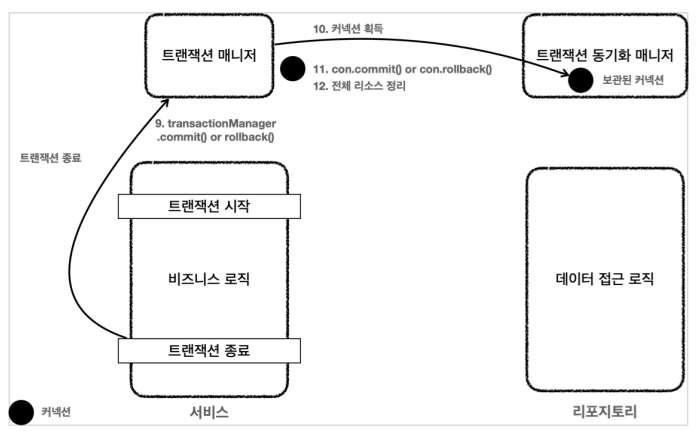 10. 커넥션 획득
트랜잭션 매니저
트랜잭션 동기화 매니저
11. con.commit() or con.rollback()
12. 전체 리소스 정리
보관된 커넥션
9. transactionManager
.commit() or rollback()
트랜잭션 종료
트랜잭션 시작
비즈니스 로직
데이터 접근 로직
트랜잭션 종료
커넥션
서비스
리포지토리